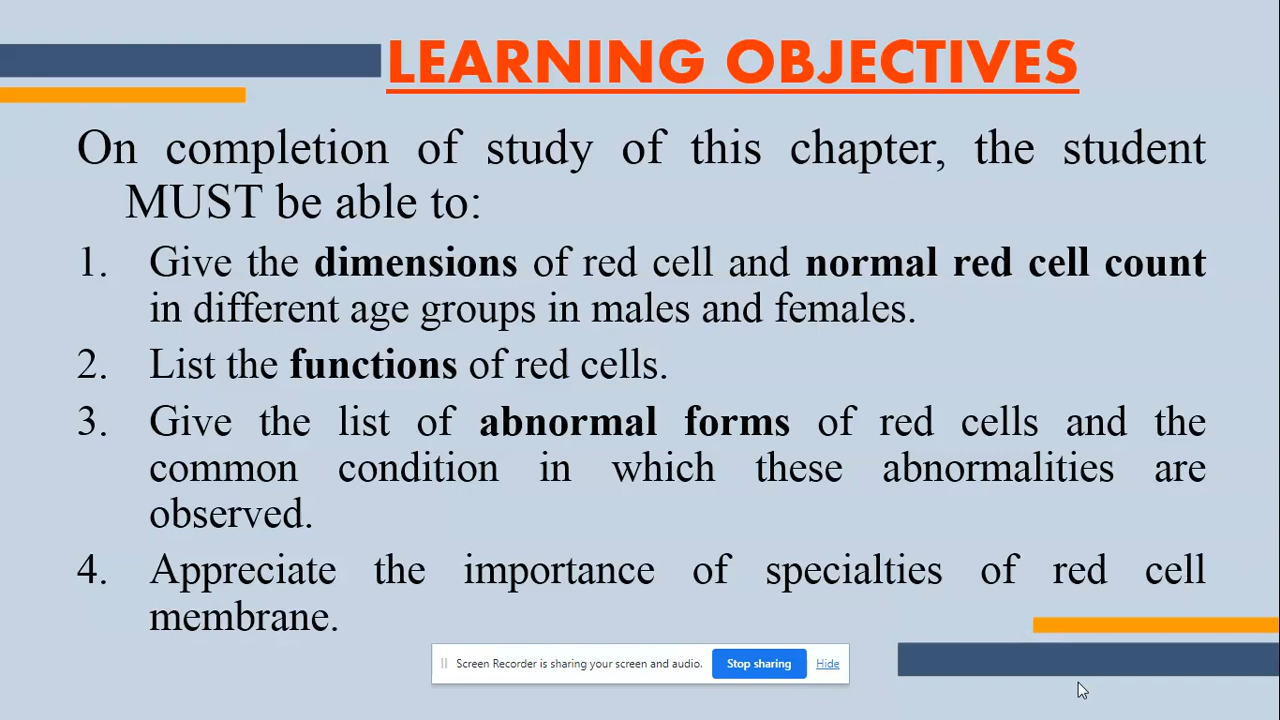 LEARNING OBJECTIVES
On completion of study of this chapter, the student
MUST be able to:
1. Give the dimensions of red cell and normal red cell count
in different age groups in males and females.
2. List the functions of red cells.
3. Give the list of abnormal forms of red cells and the
common condition in which these abnormalities are
observed.
4. Appreciate the importance of specialties of red cell
membrane.
Screen Recorder is sharing your screen and audio. Stop sharing Hide